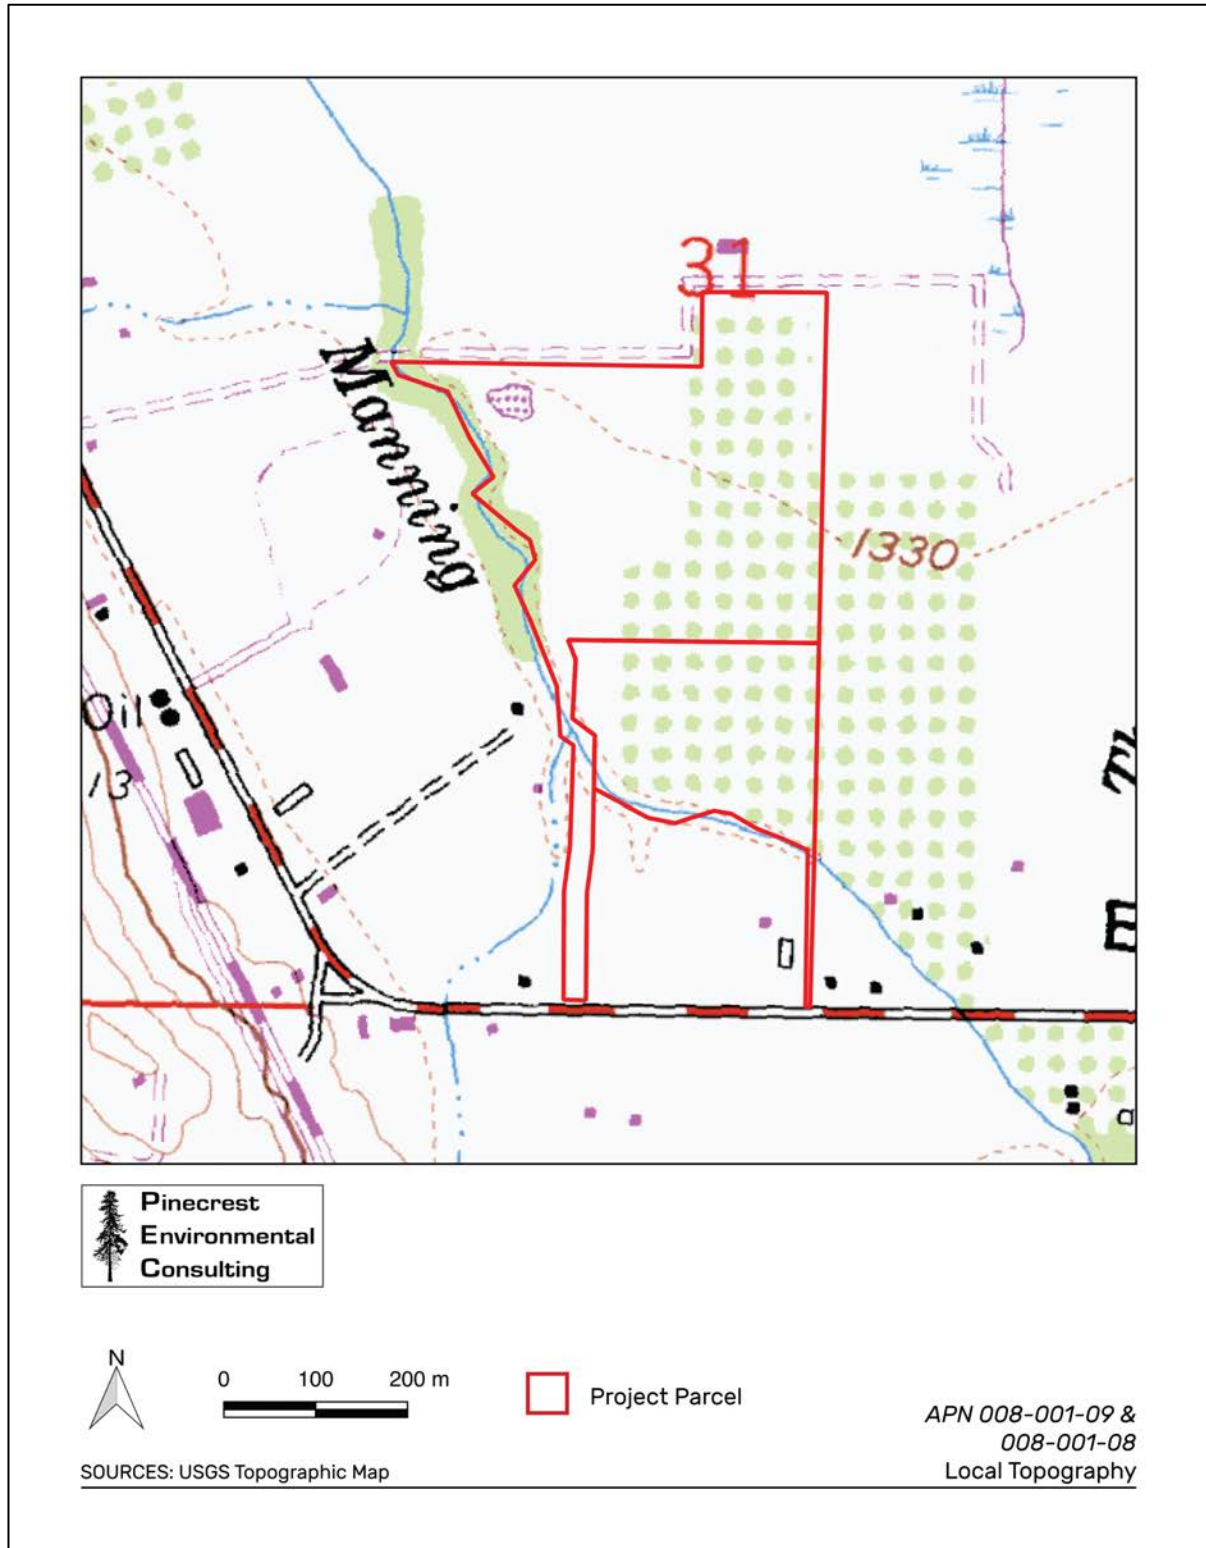 31
Manning
1330
Oil
13
E
Pinecrest
Environmental
Consulting
N
0 100 200 m
Project Parcel
APN 008-001-09 &
008-001-08
SOURCES: USGS Topographic Map
Local Topography